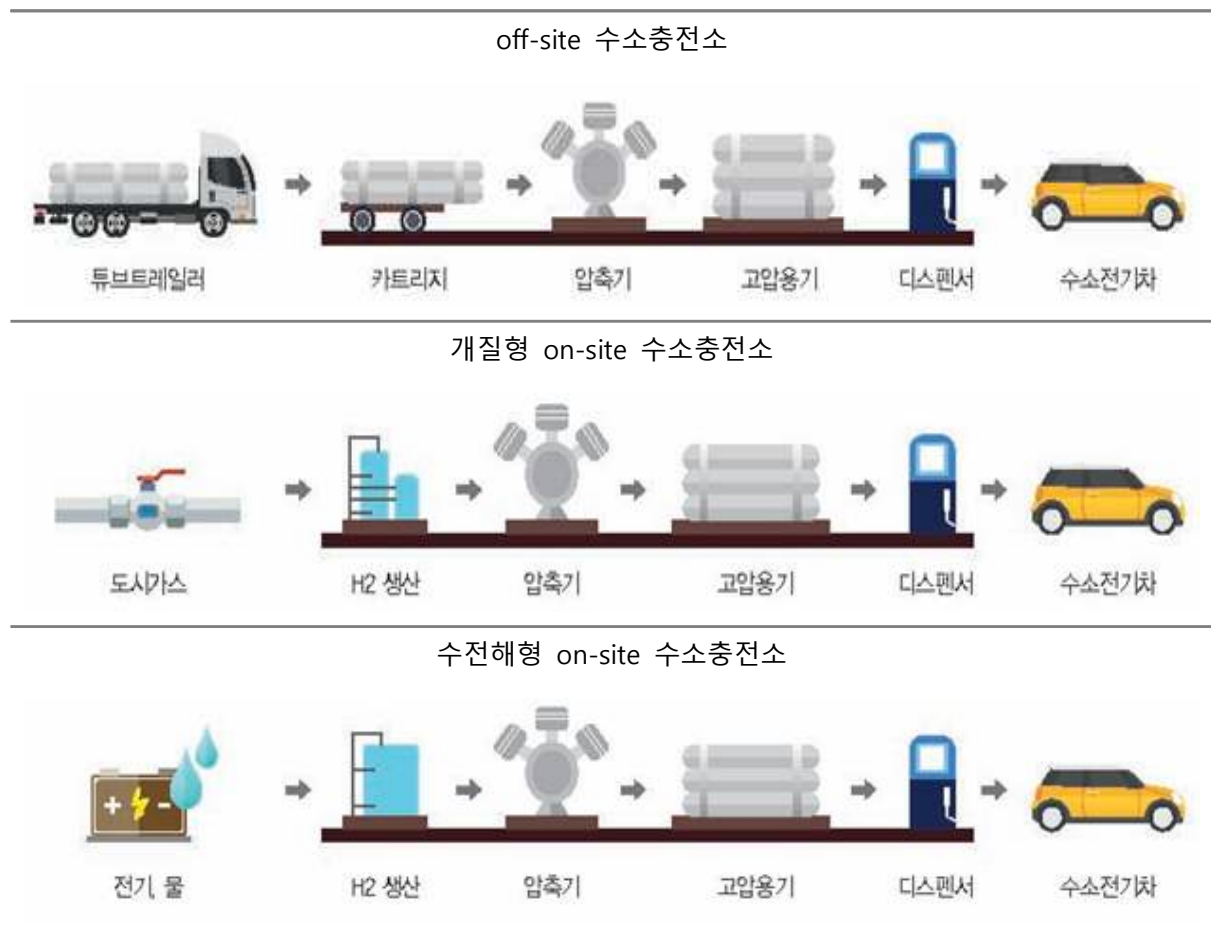 off-site 수소충전소
튜브트레일러 카트리지 압축기 고압용기 디스펜서 수소전기차
개질형 on-site 수소충전소
도시가스 H2 생산 압축기 고압용기 디스펜서 수소전기차
수전해형 on-site 수소충전소
+ -
전기, 물 H2 생산 압축기 고압용기 디스펜서 수소전기차